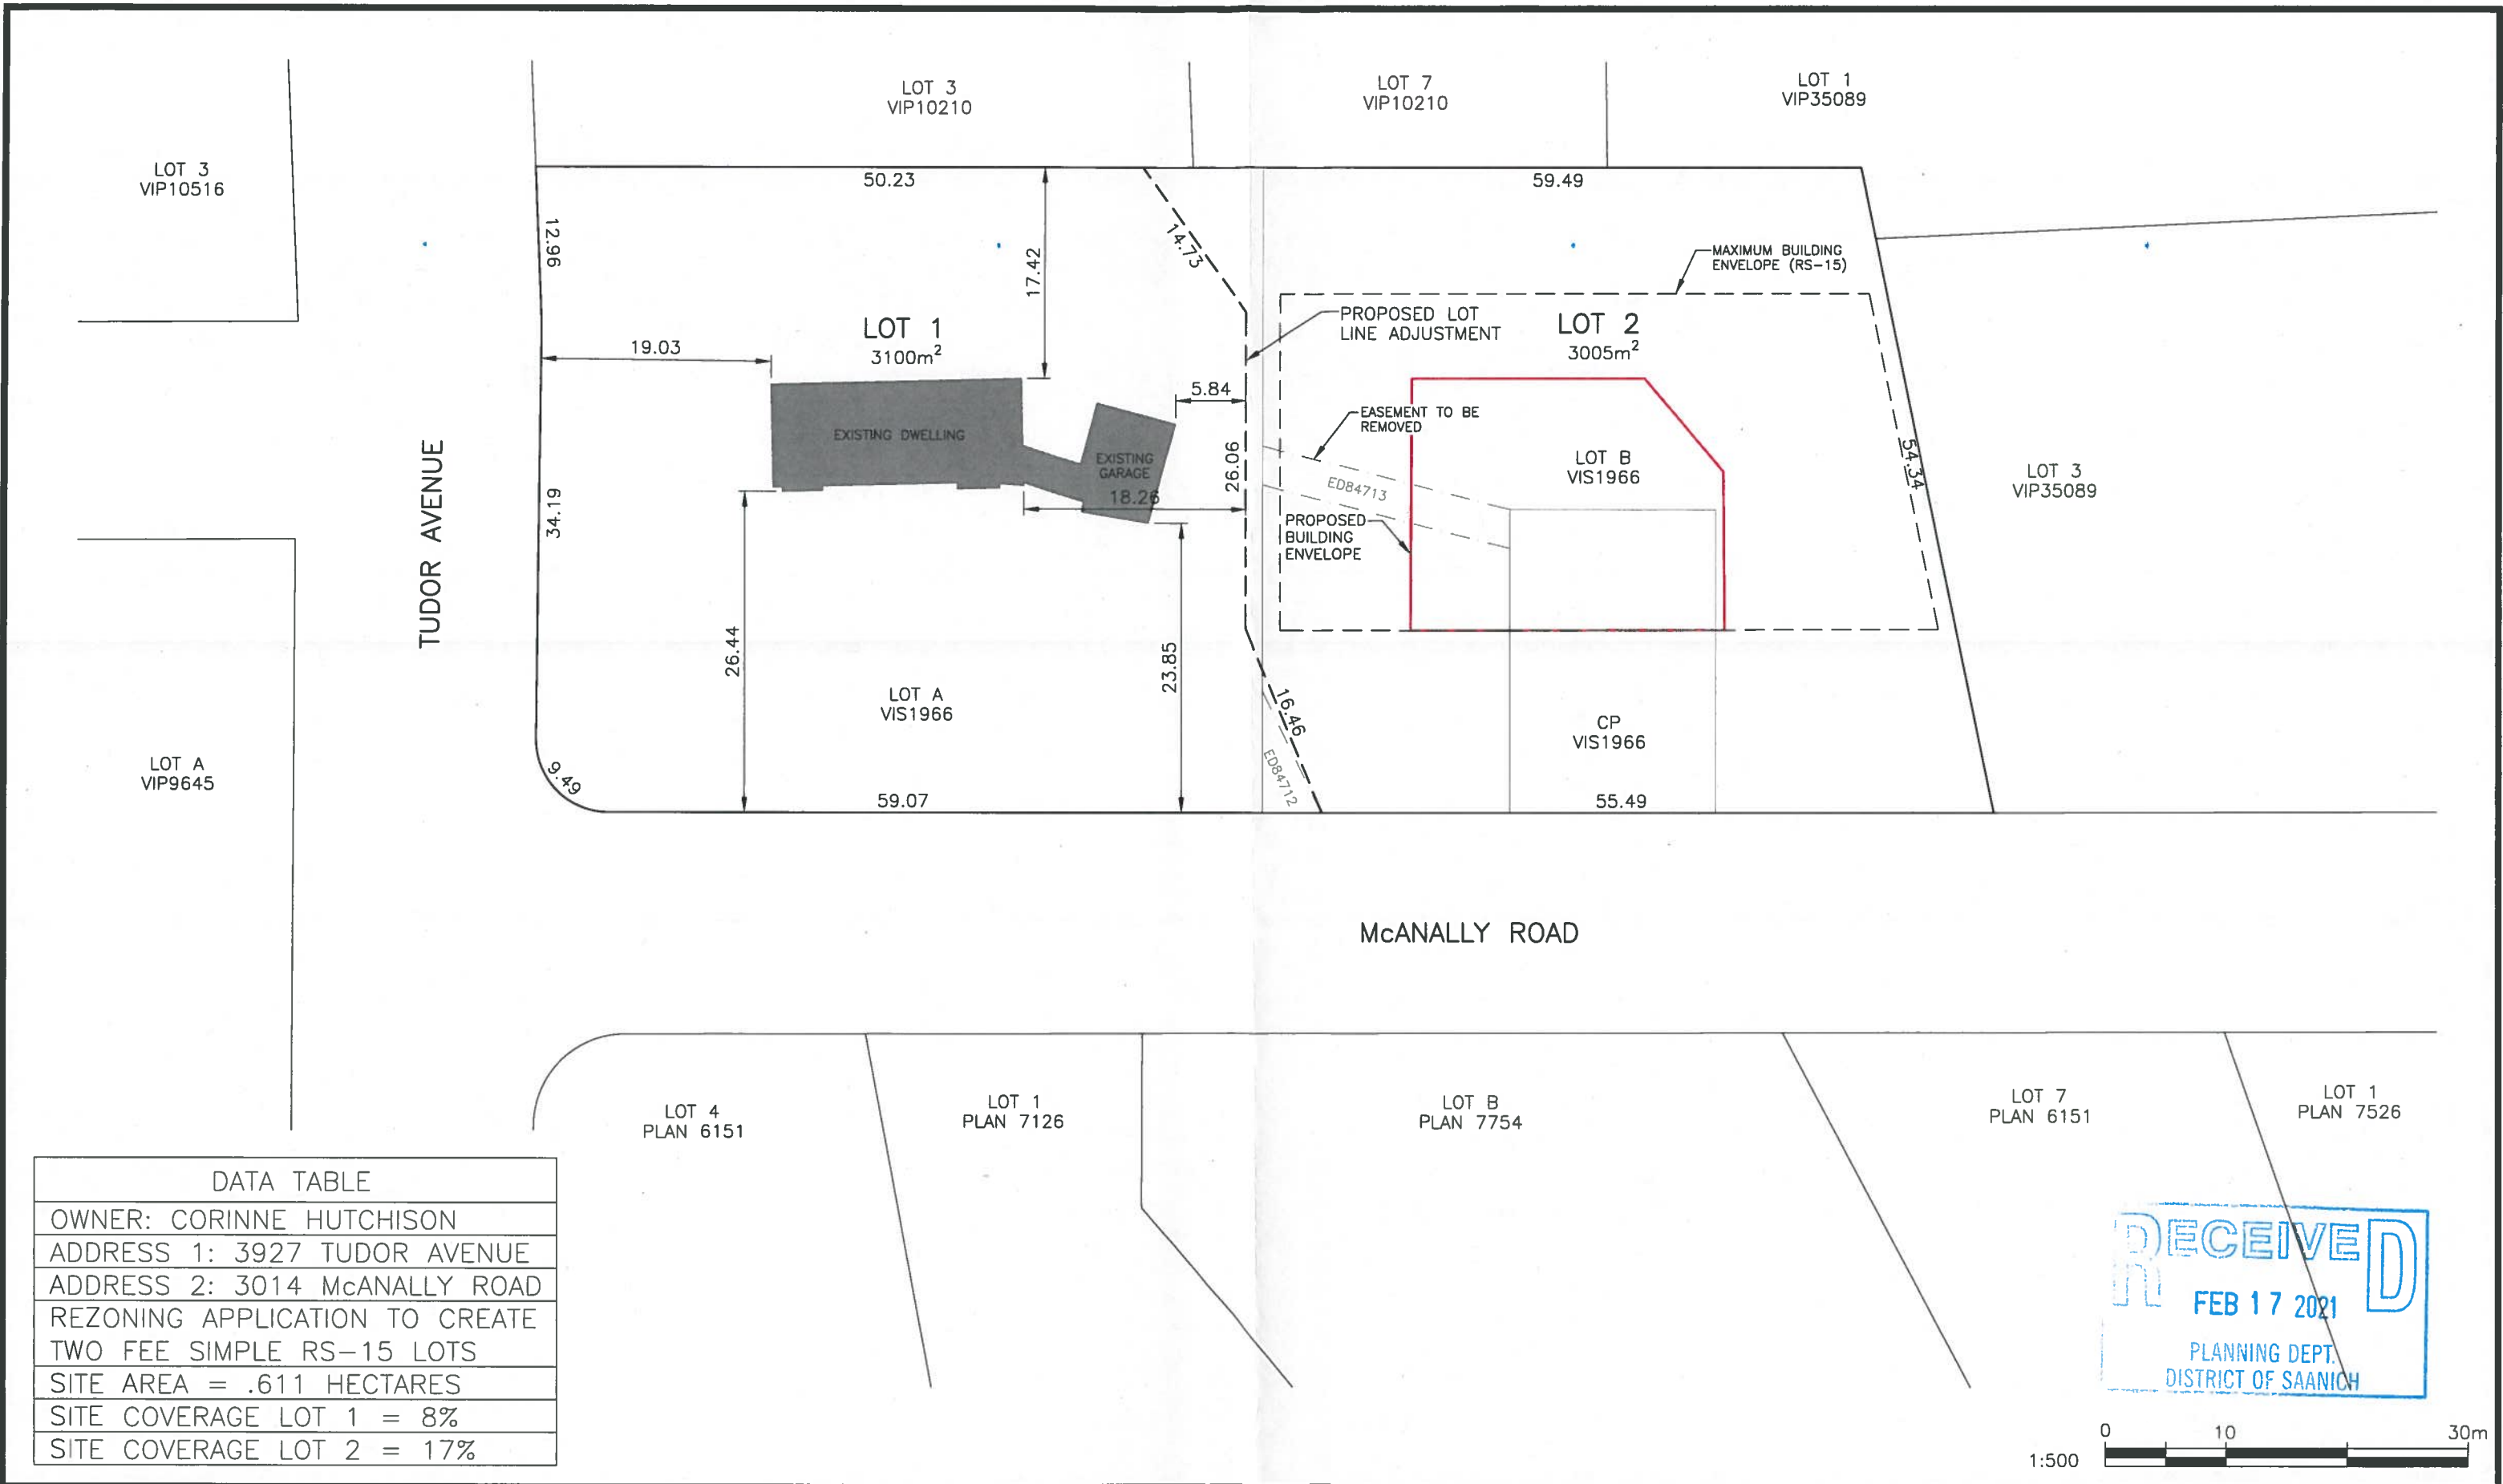 LOT 3
VIP10210
LOT 7
VIP10210
LOT 1
VIP35089
LOT 3
VIP10516
50.23
59.49
12.96
17.42
14.73
MAXIMUM BUILDING
ENVELOPE (RS-15)
PROPOSED LOT
LINE ADJUSTMENT
LOT 1
3100m²
LOT 2
3005m²
19.03
5.84
EXISTING DWELLING
EXISTING
GARAGE
18.26
26.06
EASEMENT TO BE
REMOVED
ED84713
LOT B
VIS1966
54.34
LOT 3
VIP35089
PROPOSED
BUILDING
ENVELOPE
TUDOR AVENUE
34.19
26.44
23.85
LOT A
VIS1966
16.46
ED84712
CP
VIS1966
LOT A
VIP9645
9.49
59.07
55.49
McANALLY ROAD
LOT 4
PLAN 6151
LOT 1
PLAN 7126
LOT B
PLAN 7754
LOT 7
PLAN 6151
LOT 1
PLAN 7526
DATA TABLE
OWNER: CORINNE HUTCHISON
ADDRESS 1: 3927 TUDOR AVENUE
ADDRESS 2: 3014 McANALLY ROAD
REZONING APPLICATION TO CREATE
TWO FEE SIMPLE RS-15 LOTS
SITE AREA = .611 HECTARES
SITE COVERAGE LOT 1 = 8%
SITE COVERAGE LOT 2 = 17%
RECEIVED
FEB 17 2021
PLANNING DEPT.
DISTRICT OF SAANICH
0 10 30m
1:500